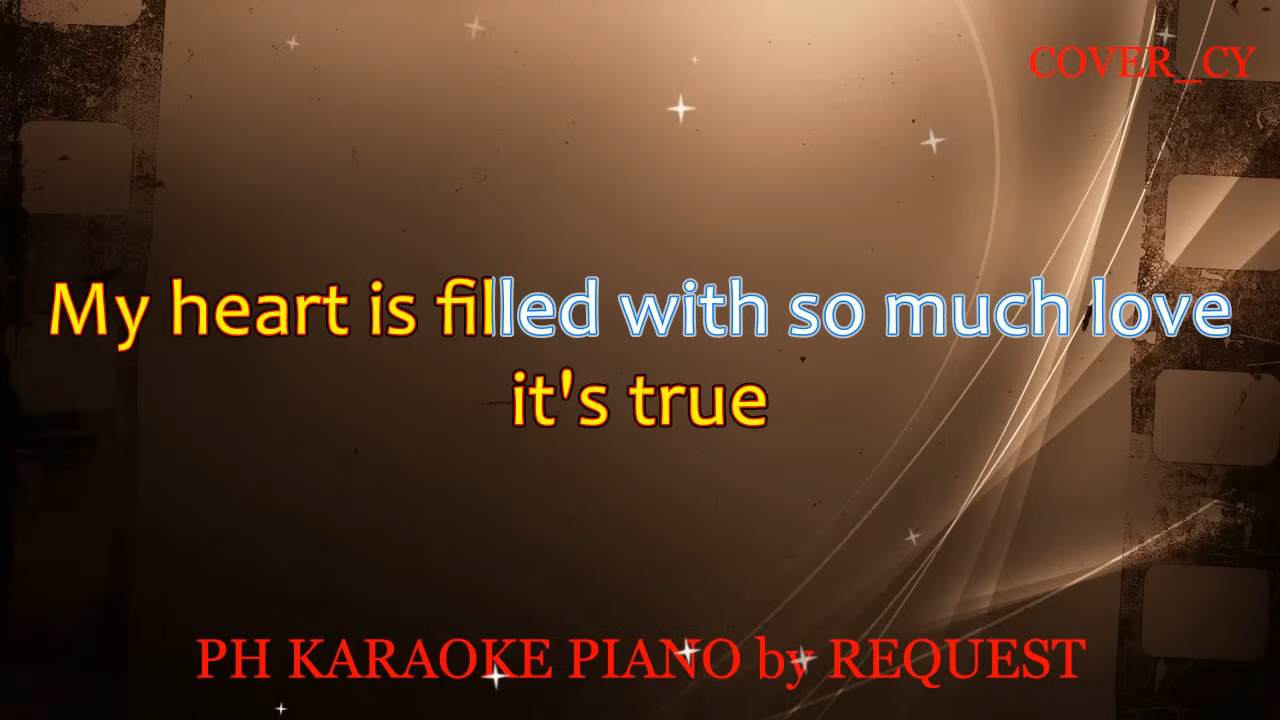 COVER_CY
My heart is filled with so much love
it's true
PH KARAOKE PIANO by REQUEST